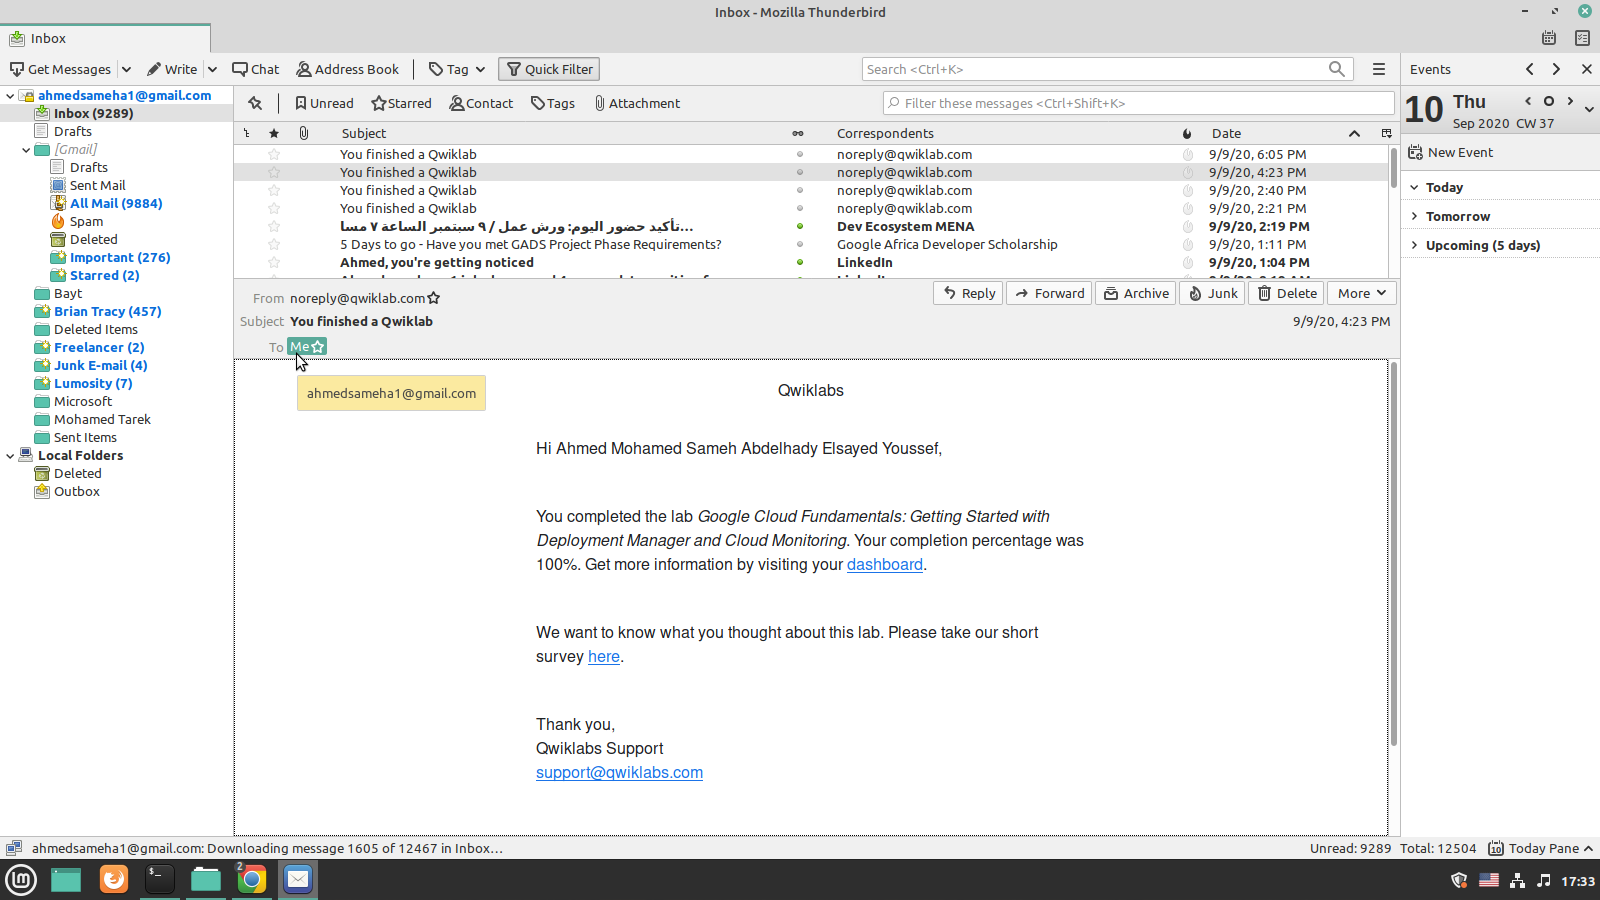 Inbox - Mozilla Thunderbird
Inbox
Get Messages Write Chat Address Book Tag Quick Filter Search <Ctrl+K> Events
Unread Starred Contact Tags Attachment Filter these messages <Ctrl+Shift+K>
10 Thu
Sep 2020 CW 37
New Event
Today
Tomorrow
Upcoming (5 days)
ahmedsameha1@gmail.com
Inbox (9289)
Drafts
[Gmail]
Drafts
Sent Mail
All Mail (9884)
Spam
Deleted
Important (276)
Starred (2)
Bayt
Brian Tracy (457)
Deleted Items
Freelancer (2)
Junk E-mail (4)
Lumosity (7)
Microsoft
Mohamed Tarek
Sent Items
Local Folders
Deleted
Outbox
Subject Correspondents Date
You finished a Qwiklab noreply@qwiklab.com 9/9/20, 6:05 PM
You finished a Qwiklab noreply@qwiklab.com 9/9/20, 4:23 PM
You finished a Qwiklab noreply@qwiklab.com 9/9/20, 2:40 PM
You finished a Qwiklab noreply@qwiklab.com 9/9/20, 2:21 PM
تأكيد حضور اليوم: ورش عمل / ٩ سبتمبر الساعة ٧ مسا... Dev Ecosystem MENA 9/9/20, 2:19 PM
5 Days to go - Have you met GADS Project Phase Requirements? Google Africa Developer Scholarship 9/9/20, 1:11 PM
Ahmed, you're getting noticed LinkedIn 9/9/20, 1:04 PM
From noreply@qwiklab.com Reply Forward Archive Junk Delete More
Subject You finished a Qwiklab 9/9/20, 4:23 PM
To Me
ahmedsameha1@gmail.com
Qwiklabs
Hi Ahmed Mohamed Sameh Abdelhady Elsayed Youssef,
You completed the lab Google Cloud Fundamentals: Getting Started with
Deployment Manager and Cloud Monitoring. Your completion percentage was
100%. Get more information by visiting your dashboard.
We want to know what you thought about this lab. Please take our short
survey here.
Thank you,
Qwiklabs Support
support@qwiklabs.com
ahmedsameha1@gmail.com: Downloading message 1605 of 12467 in Inbox... Unread: 9289 Total: 12504 10 Today Pane
2
17:33